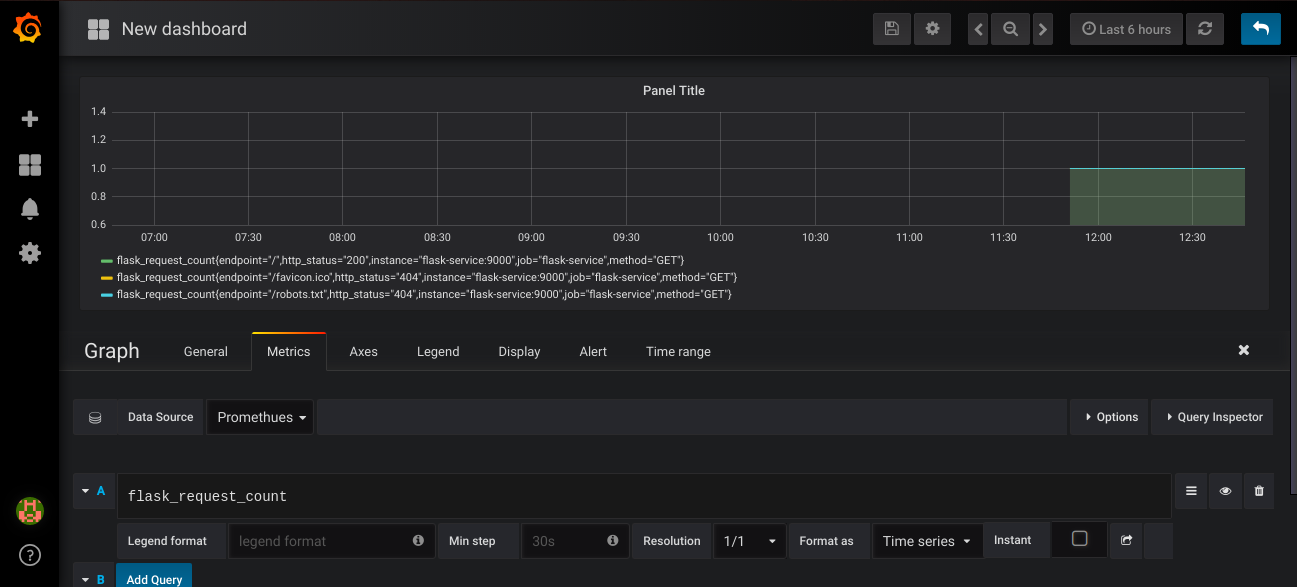 New dashboard
Last 6 hours
Panel Title
1.4
1.2
1.0
0.8
0.6
07:00 07:30 08:00 08:30 09:00 09:30 10:00 10:30 11:00 11:30 12:00 12:30
flask_request_count{endpoint="/",http_status="200",instance="flask-service:9000",job="flask-service",method="GET"}
flask_request_count{endpoint="/favicon.ico",http_status="404",instance="flask-service:9000",job="flask-service",method="GET"}
flask_request_count{endpoint="/robots.txt",http_status="404",instance="flask-service:9000",job="flask-service",method="GET"}
Graph General Metrics Axes Legend Display Alert Time range
Data Source Promethues Options Query Inspector
A flask_request_count
Legend format legend format Min step 30s Resolution 1/1 Format as Time series Instant
B Add Query